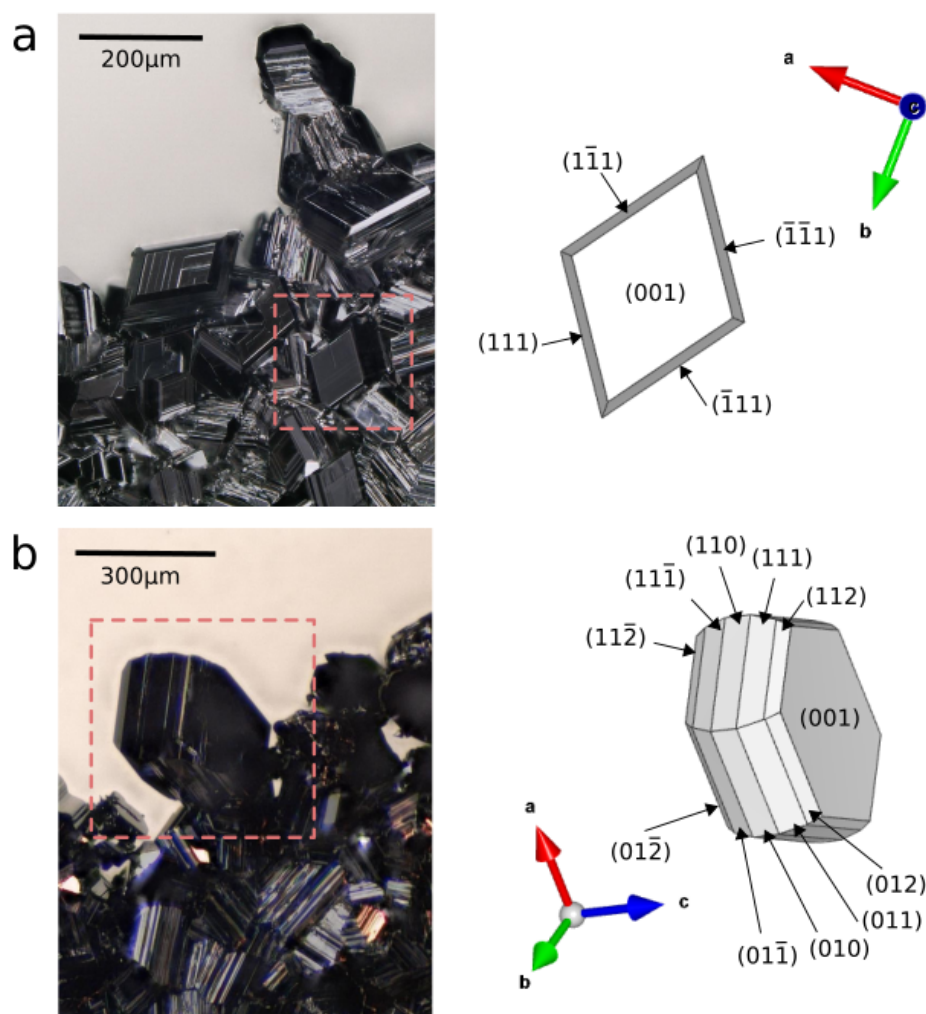 a
200µm
a
c
b
(11̅1)
(1̅1̅1)
(001)
(111)
(1̅11)
b
300µm
(110)
(111)
(111̅)
(112)
(112̅)
(001)
a
(012̅)
c
(012)
(011)
b
(011̅)
(010)